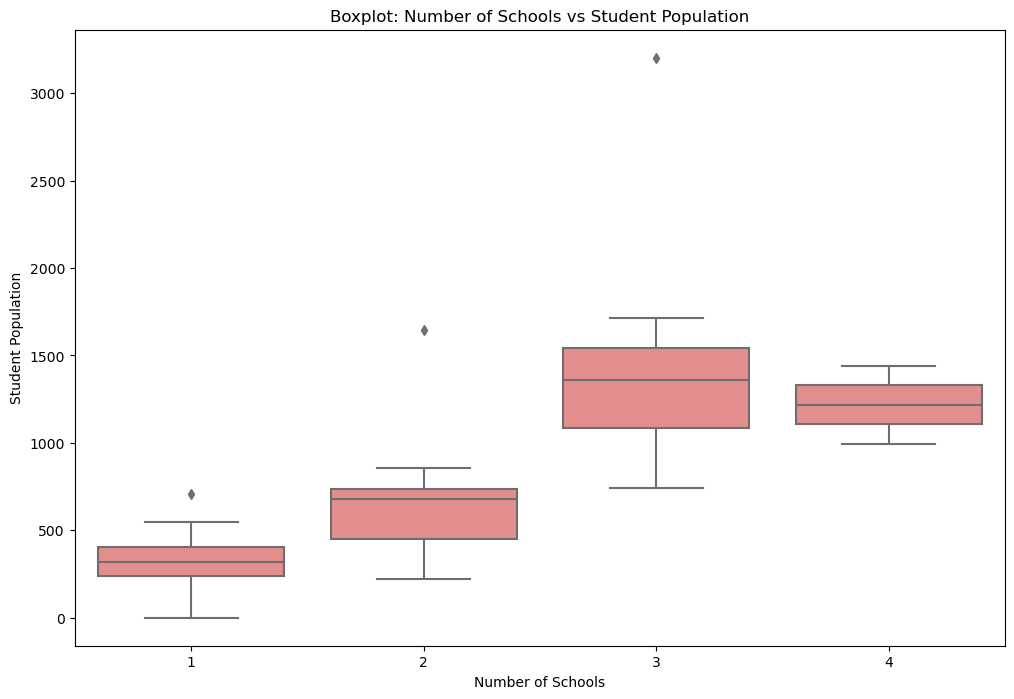 Boxplot: Number of Schools vs Student Population
3000
2500
2000
1500
1000
500
0
Student Population
1 2 3 4
Number of Schools